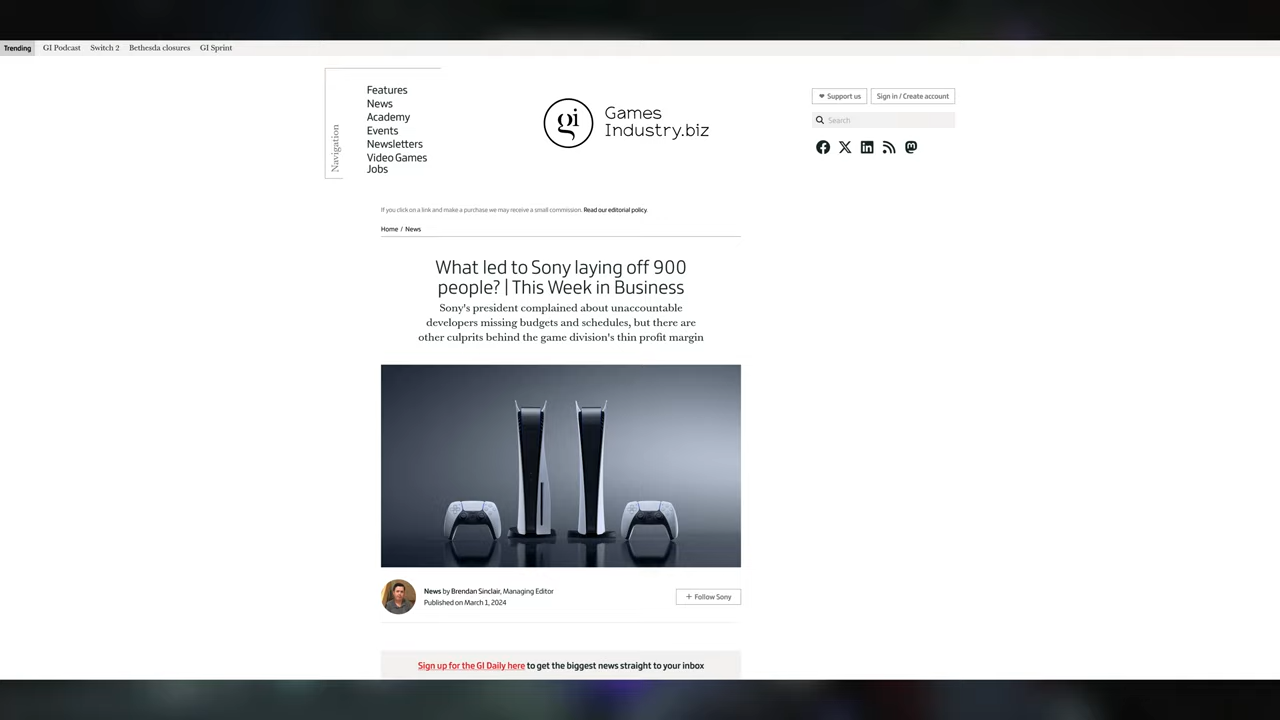 Trending
GI Podcast
Switch 2
Bethesda closures
GI Sprint
Navigation
Features
News
Academy
Events
Newsletters
Video Games
Jobs
gi
Games
Industry.biz
Support us
Sign in / Create account
Search
If you click on a link and make a purchase we may receive a small commission. Read our editorial policy.
Home / News
What led to Sony laying off 900
people? | This Week in Business
Sony's president complained about unaccountable
developers missing budgets and schedules, but there are
other culprits behind the game division's thin profit margin
News by Brendan Sinclair, Managing Editor
Published on March 1, 2024
+ Follow Sony
Sign up for the GI Daily here to get the biggest news straight to your inbox